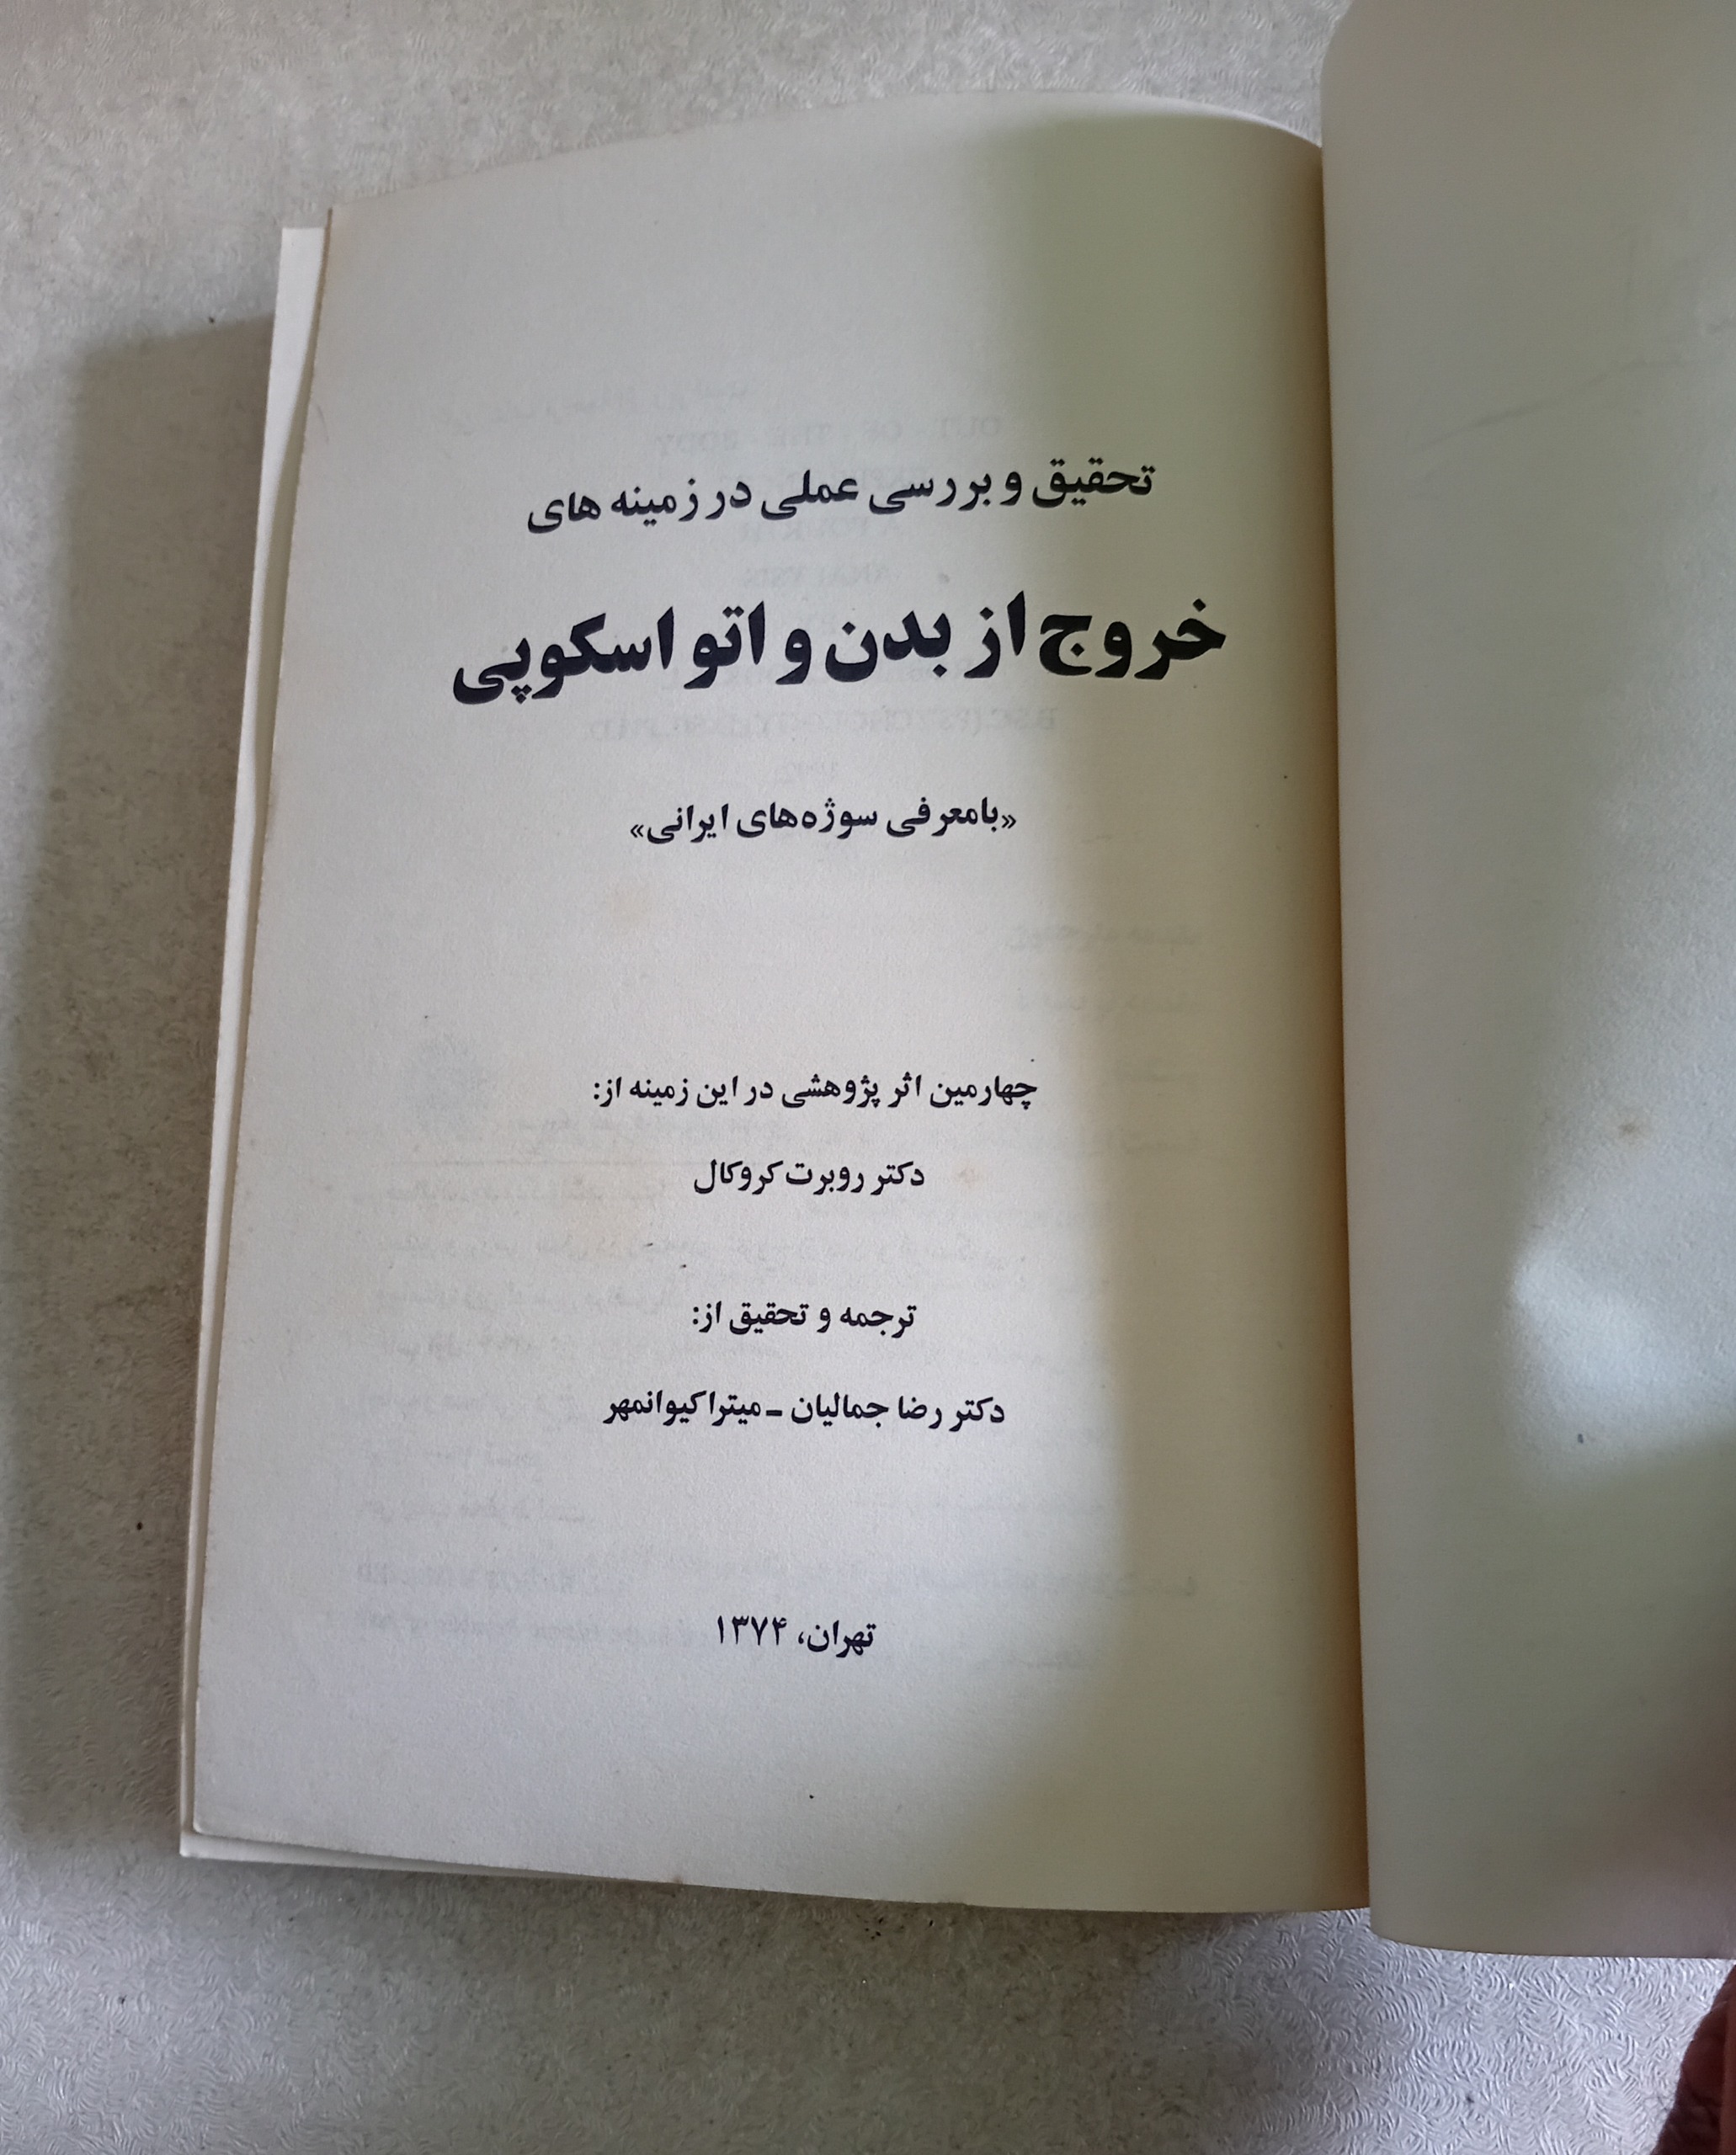 تحقیق و بررسی عملی در زمینه های
خروج از بدن و اتو اسکوپی
«بامعرفی سوژه‌های ایرانی»
چهارمین اثر پژوهشی در این زمینه از:
دکتر روبرت کروکال
ترجمه و تحقیق از:
دکتر رضا جمالیان ـ میترا کیوانمهر
تهران، ۱۳۷۴